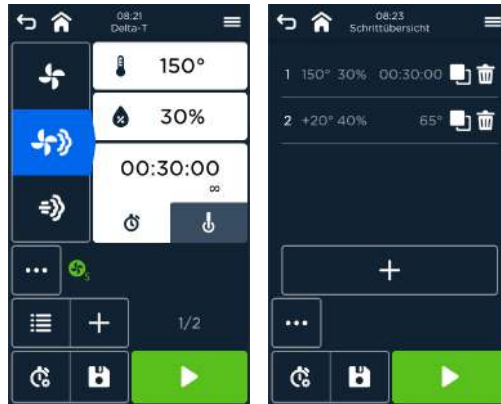 08:21
Delta-T
150°
30%
00:30:00
∞
S
1/2
08:23
Schrittübersicht
1 150° 30% 00:30:00
2 +20° 40% 65°